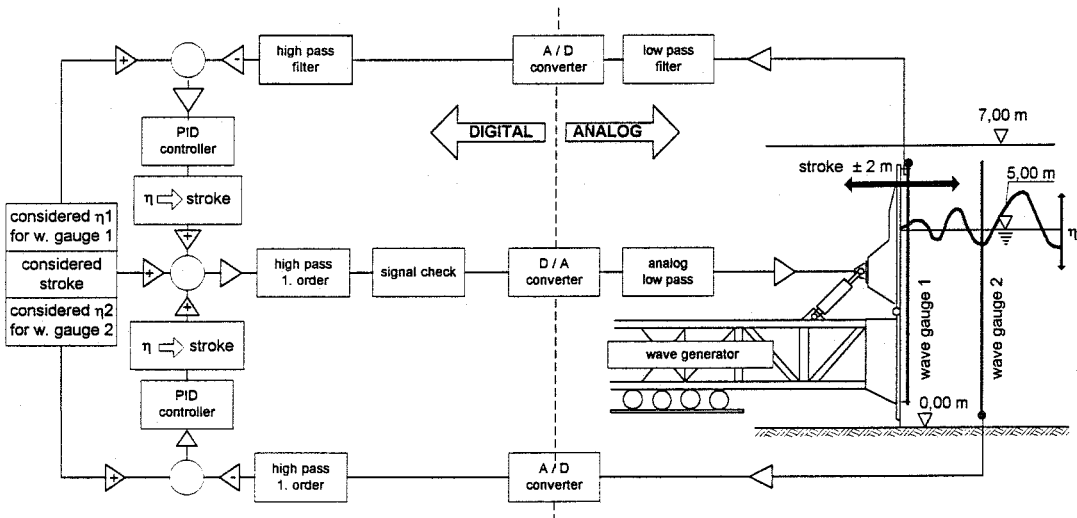 +
-
high pass
filter
A / D
converter
low pass
filter
DIGITAL
ANALOG
7,00 m
PID
controller
stroke ± 2 m
5,00 m
η ⇨ stroke
considered η1
for w. gauge 1
+
η
considered
stroke
+
high pass
1. order
signal check
D / A
converter
analog
low pass
considered η2
for w. gauge 2
+
η ⇨ stroke
wave generator
wave gauge 1
wave gauge 2
PID
controller
0,00 m
+
-
high pass
1. order
A / D
converter